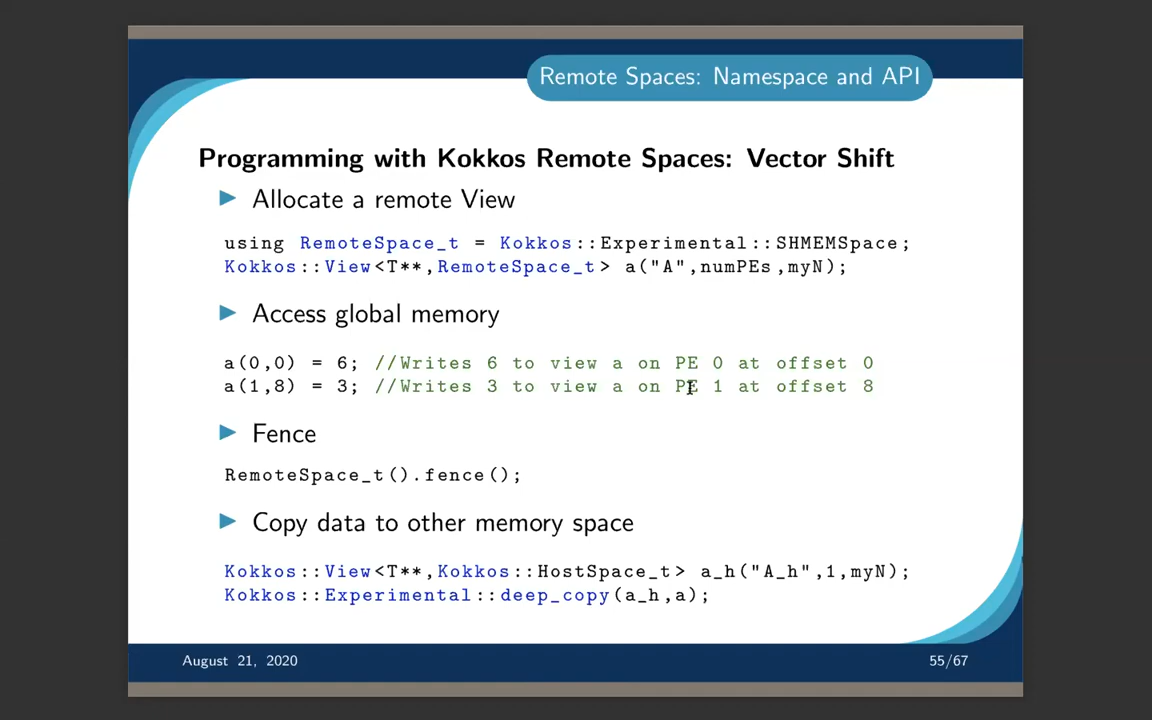 Remote Spaces: Namespace and API
Programming with Kokkos Remote Spaces: Vector Shift
Allocate a remote View
using RemoteSpace_t = Kokkos::Experimental::SHMEMSpace;
Kokkos::View<T**,RemoteSpace_t> a("A",numPEs,myN);
Access global memory
a(0,0) = 6; //Writes 6 to view a on PE 0 at offset 0
a(1,8) = 3; //Writes 3 to view a on PE 1 at offset 8
Fence
RemoteSpace_t().fence();
Copy data to other memory space
Kokkos::View<T**,Kokkos::HostSpace_t> a_h("A_h",1,myN);
Kokkos::Experimental::deep_copy(a_h,a);
August 21, 2020
55/67